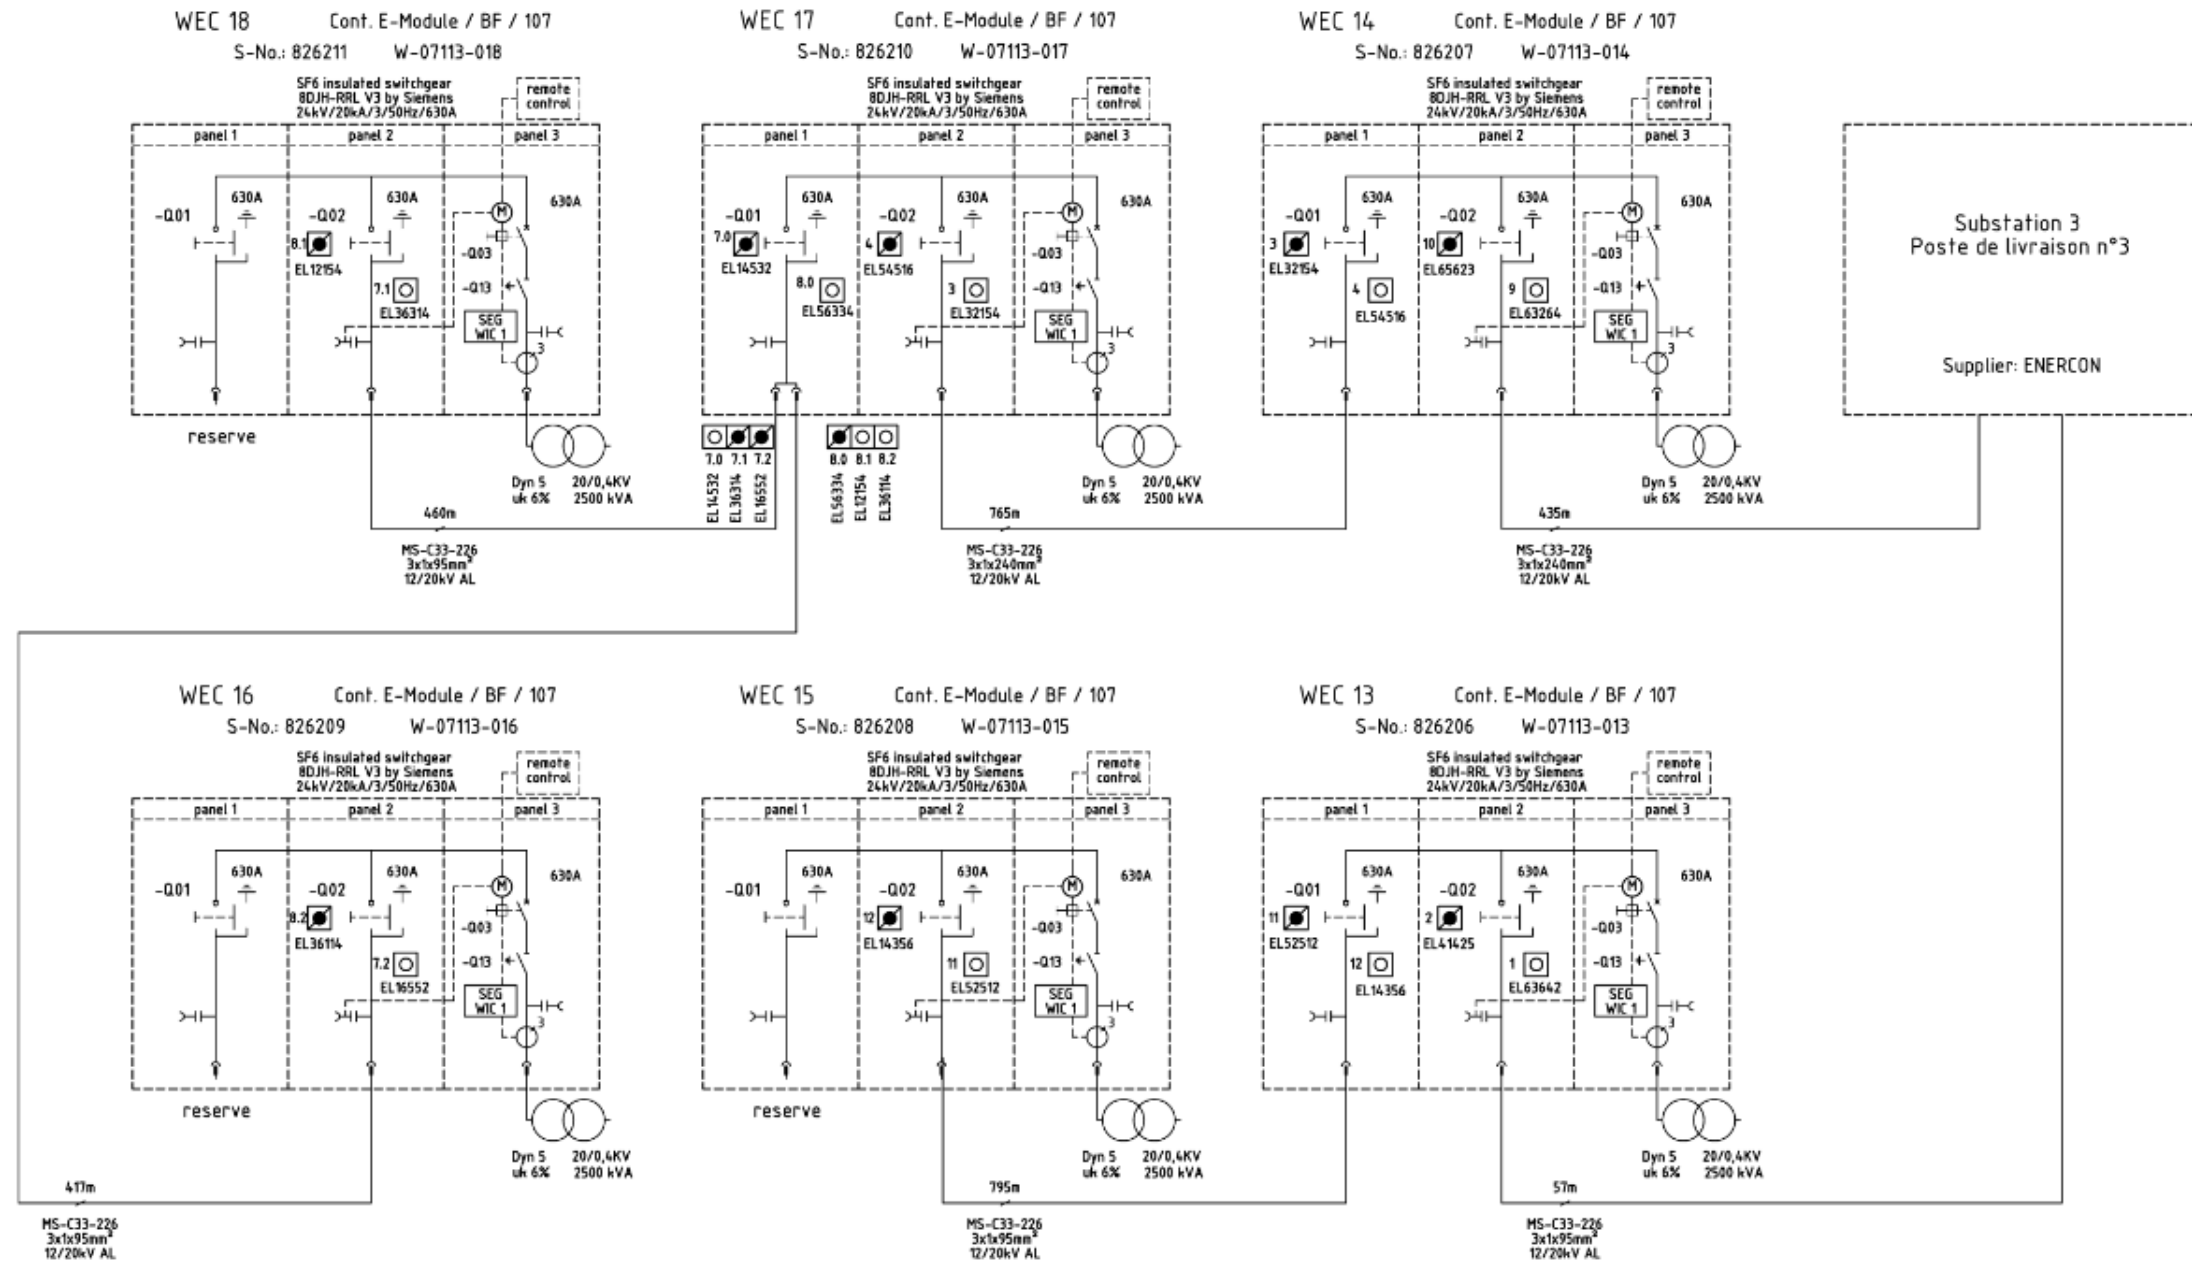 WEC 18 Cont. E-Module / BF / 107
S-No.: 826211 W-07113-018
SF6 insulated switchgear
8DJH-RRL V3 by Siemens
24kV/20kA/3/50Hz/630A
remote
control
panel 1 panel 2 panel 3
630A 630A 630A
-Q01 -Q02 M
8.1
EL12154 -Q03
7.1 -Q13
EL36314
SEG
WIC 1
3
reserve
Dyn 5 20/0,4KV
uk 6% 2500 kVA
460m
MS-C33-226
3x1x95mm²
12/20kV AL
WEC 17 Cont. E-Module / BF / 107
S-No.: 826210 W-07113-017
SF6 insulated switchgear
8DJH-RRL V3 by Siemens
24kV/20kA/3/50Hz/630A
remote
control
panel 1 panel 2 panel 3
630A 630A 630A
-Q01 -Q02 M
7.0 4
EL14532 EL54516 -Q03
8.0 3 -Q13
EL56334 EL32154
SEG
WIC 1
3
7.0 7.1 7.2 8.0 8.1 8.2
EL14532 EL36314 EL16552 EL56334 EL12154 EL36114
Dyn 5 20/0,4KV
uk 6% 2500 kVA
765m
MS-C33-226
3x1x240mm²
12/20kV AL
WEC 14 Cont. E-Module / BF / 107
S-No.: 826207 W-07113-014
SF6 insulated switchgear
8DJH-RRL V3 by Siemens
24kV/20kA/3/50Hz/630A
remote
control
panel 1 panel 2 panel 3
630A 630A 630A
-Q01 -Q02 M
3 10
EL32154 EL65623 -Q03
4 9 -Q13
EL54516 EL63264
SEG
WIC 1
3
Dyn 5 20/0,4KV
uk 6% 2500 kVA
435m
MS-C33-226
3x1x240mm²
12/20kV AL
Substation 3
Poste de livraison n°3
Supplier: ENERCON
WEC 16 Cont. E-Module / BF / 107
S-No.: 826209 W-07113-016
SF6 insulated switchgear
8DJH-RRL V3 by Siemens
24kV/20kA/3/50Hz/630A
remote
control
panel 1 panel 2 panel 3
630A 630A 630A
-Q01 -Q02 M
8.2
EL36114 -Q03
7.2 -Q13
EL16552
SEG
WIC 1
3
reserve
Dyn 5 20/0,4KV
uk 6% 2500 kVA
417m
MS-C33-226
3x1x95mm²
12/20kV AL
WEC 15 Cont. E-Module / BF / 107
S-No.: 826208 W-07113-015
SF6 insulated switchgear
8DJH-RRL V3 by Siemens
24kV/20kA/3/50Hz/630A
remote
control
panel 1 panel 2 panel 3
630A 630A 630A
-Q01 -Q02 M
12
EL14356 -Q03
11 -Q13
EL52512
SEG
WIC 1
3
reserve
Dyn 5 20/0,4KV
uk 6% 2500 kVA
795m
MS-C33-226
3x1x95mm²
12/20kV AL
WEC 13 Cont. E-Module / BF / 107
S-No.: 826206 W-07113-013
SF6 insulated switchgear
8DJH-RRL V3 by Siemens
24kV/20kA/3/50Hz/630A
remote
control
panel 1 panel 2 panel 3
630A 630A 630A
-Q01 -Q02 M
11 2
EL52512 EL41425 -Q03
12 1 -Q13
EL14356 EL63642
SEG
WIC 1
3
Dyn 5 20/0,4KV
uk 6% 2500 kVA
57m
MS-C33-226
3x1x95mm²
12/20kV AL